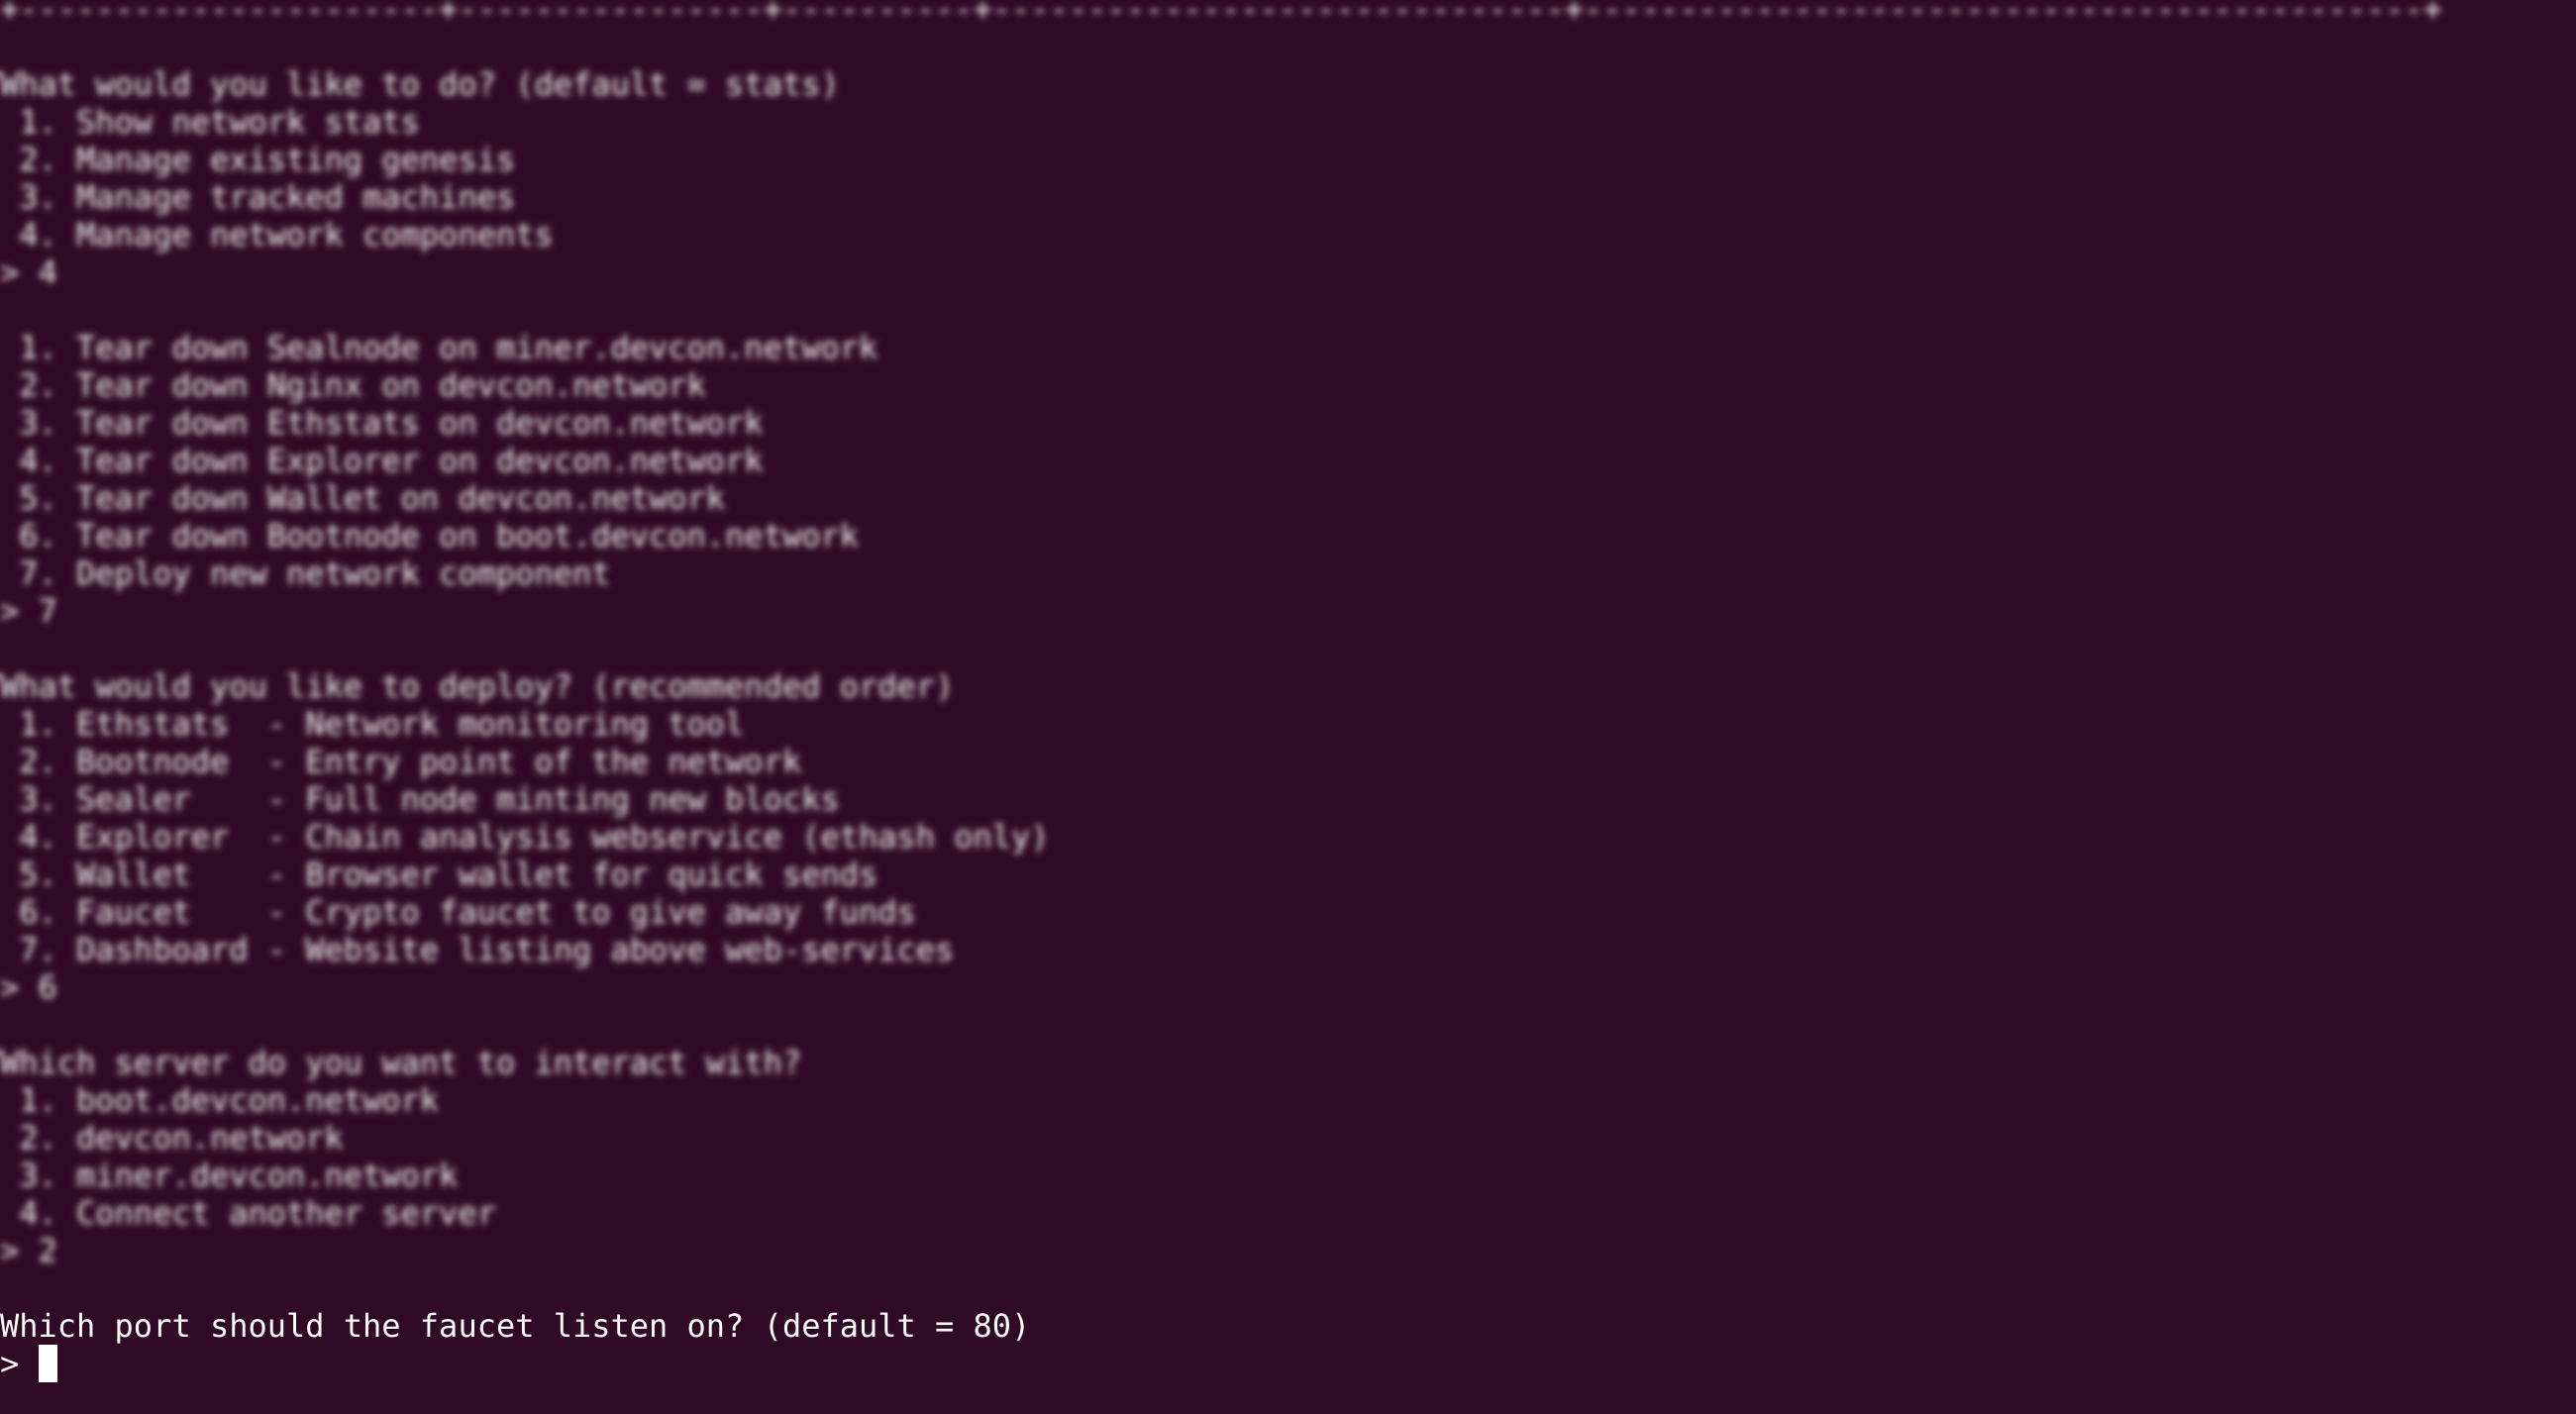 What would you like to do? (default = stats)
 1. Show network stats
 2. Manage existing genesis
 3. Manage tracked machines
 4. Manage network components
> 4

 1. Tear down Sealnode on miner.devcon.network
 2. Tear down Nginx on devcon.network
 3. Tear down Ethstats on devcon.network
 4. Tear down Explorer on devcon.network
 5. Tear down Wallet on devcon.network
 6. Tear down Bootnode on boot.devcon.network
 7. Deploy new network component
> 7

What would you like to deploy? (recommended order)
 1. Ethstats  - Network monitoring tool
 2. Bootnode  - Entry point of the network
 3. Sealer    - Full node minting new blocks
 4. Explorer  - Chain analysis webservice (ethash only)
 5. Wallet    - Browser wallet for quick sends
 6. Faucet    - Crypto faucet to give away funds
 7. Dashboard - Website listing above web-services
> 6

Which server do you want to interact with?
 1. boot.devcon.network
 2. devcon.network
 3. miner.devcon.network
 4. Connect another server
> 2

Which port should the faucet listen on? (default = 80)
>